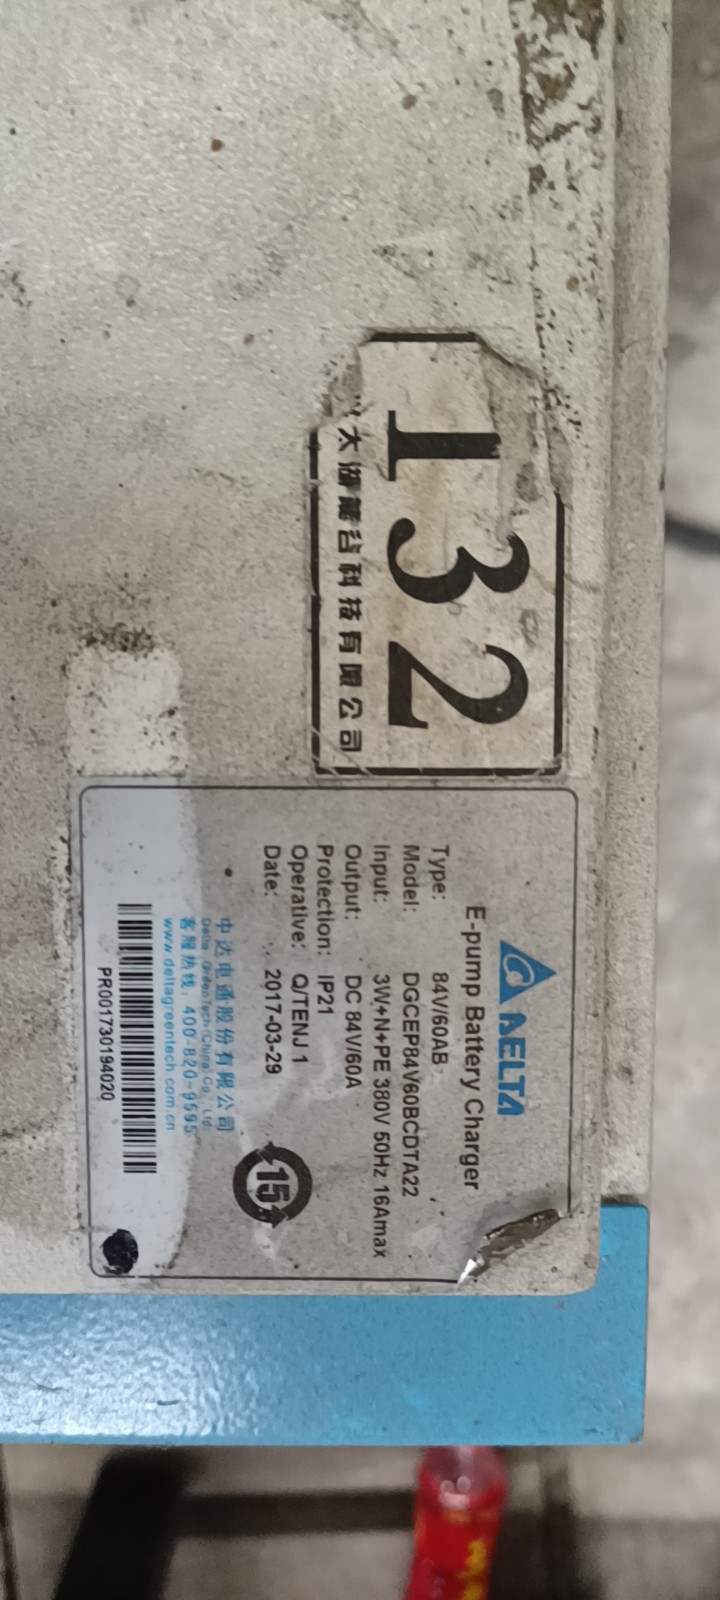 132
太湖能谷科技有限公司
DELTA
E-pump Battery Charger
Type: 84V/60AB
Model: DGCEP84V60BCDTA22
Input: 3W+N+PE 380V 50Hz 16Amax
Output: DC 84V/60A
Protection: IP21
Operative: Q/TENJ 1
Date: 2017-03-29
15
中达电通股份有限公司
Delta GreenTech(China)Co., Ltd
客服热线: 400-820-9595
www.deltagreentech.com.cn
PR001730194020